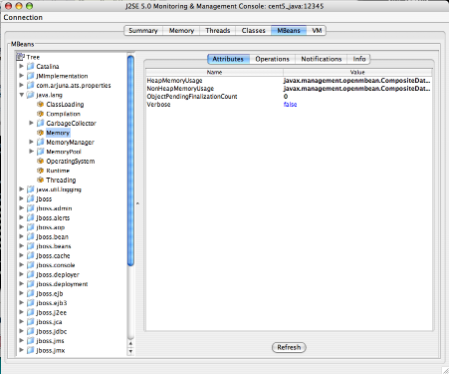 J2SE 5.0 Monitoring & Management Console: cent5_java:12345
Connection
Summary Memory Threads Classes MBeans VM
MBeans
Tree
Catalina
JMImplementation
com.arjuna.ats.properties
java.lang
ClassLoading
Compilation
GarbageCollector
Memory
MemoryManager
MemoryPool
OperatingSystem
Runtime
Threading
java.util.logging
jboss
jboss.admin
jboss.alerts
jboss.aop
jboss.bean
jboss.beans
jboss.cache
jboss.console
jboss.deployer
jboss.deployment
jboss.ejb
jboss.ejb3
jboss.j2ee
jboss.jca
jboss.jdbc
jboss.jms
jboss.jmx
Attributes Operations Notifications Info
Name Value
HeapMemoryUsage javax.management.openmbean.CompositeDat...
NonHeapMemoryUsage javax.management.openmbean.CompositeDat...
ObjectPendingFinalizationCount 0
Verbose false
Refresh